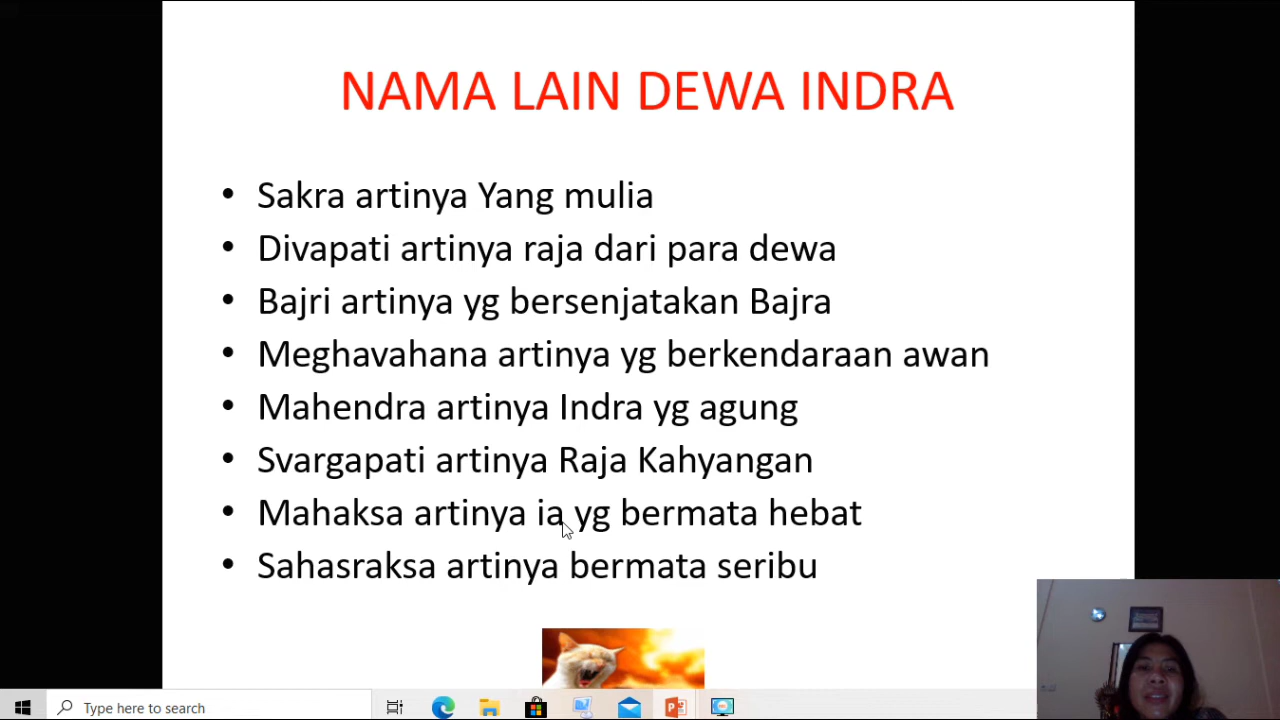 NAMA LAIN DEWA INDRA
• Sakra artinya Yang mulia
• Divapati artinya raja dari para dewa
• Bajri artinya yg bersenjatakan Bajra
• Meghavahana artinya yg berkendaraan awan
• Mahendra artinya Indra yg agung
• Svargapati artinya Raja Kahyangan
• Mahaksa artinya ia yg bermata hebat
• Sahasraksa artinya bermata seribu
Type here to search